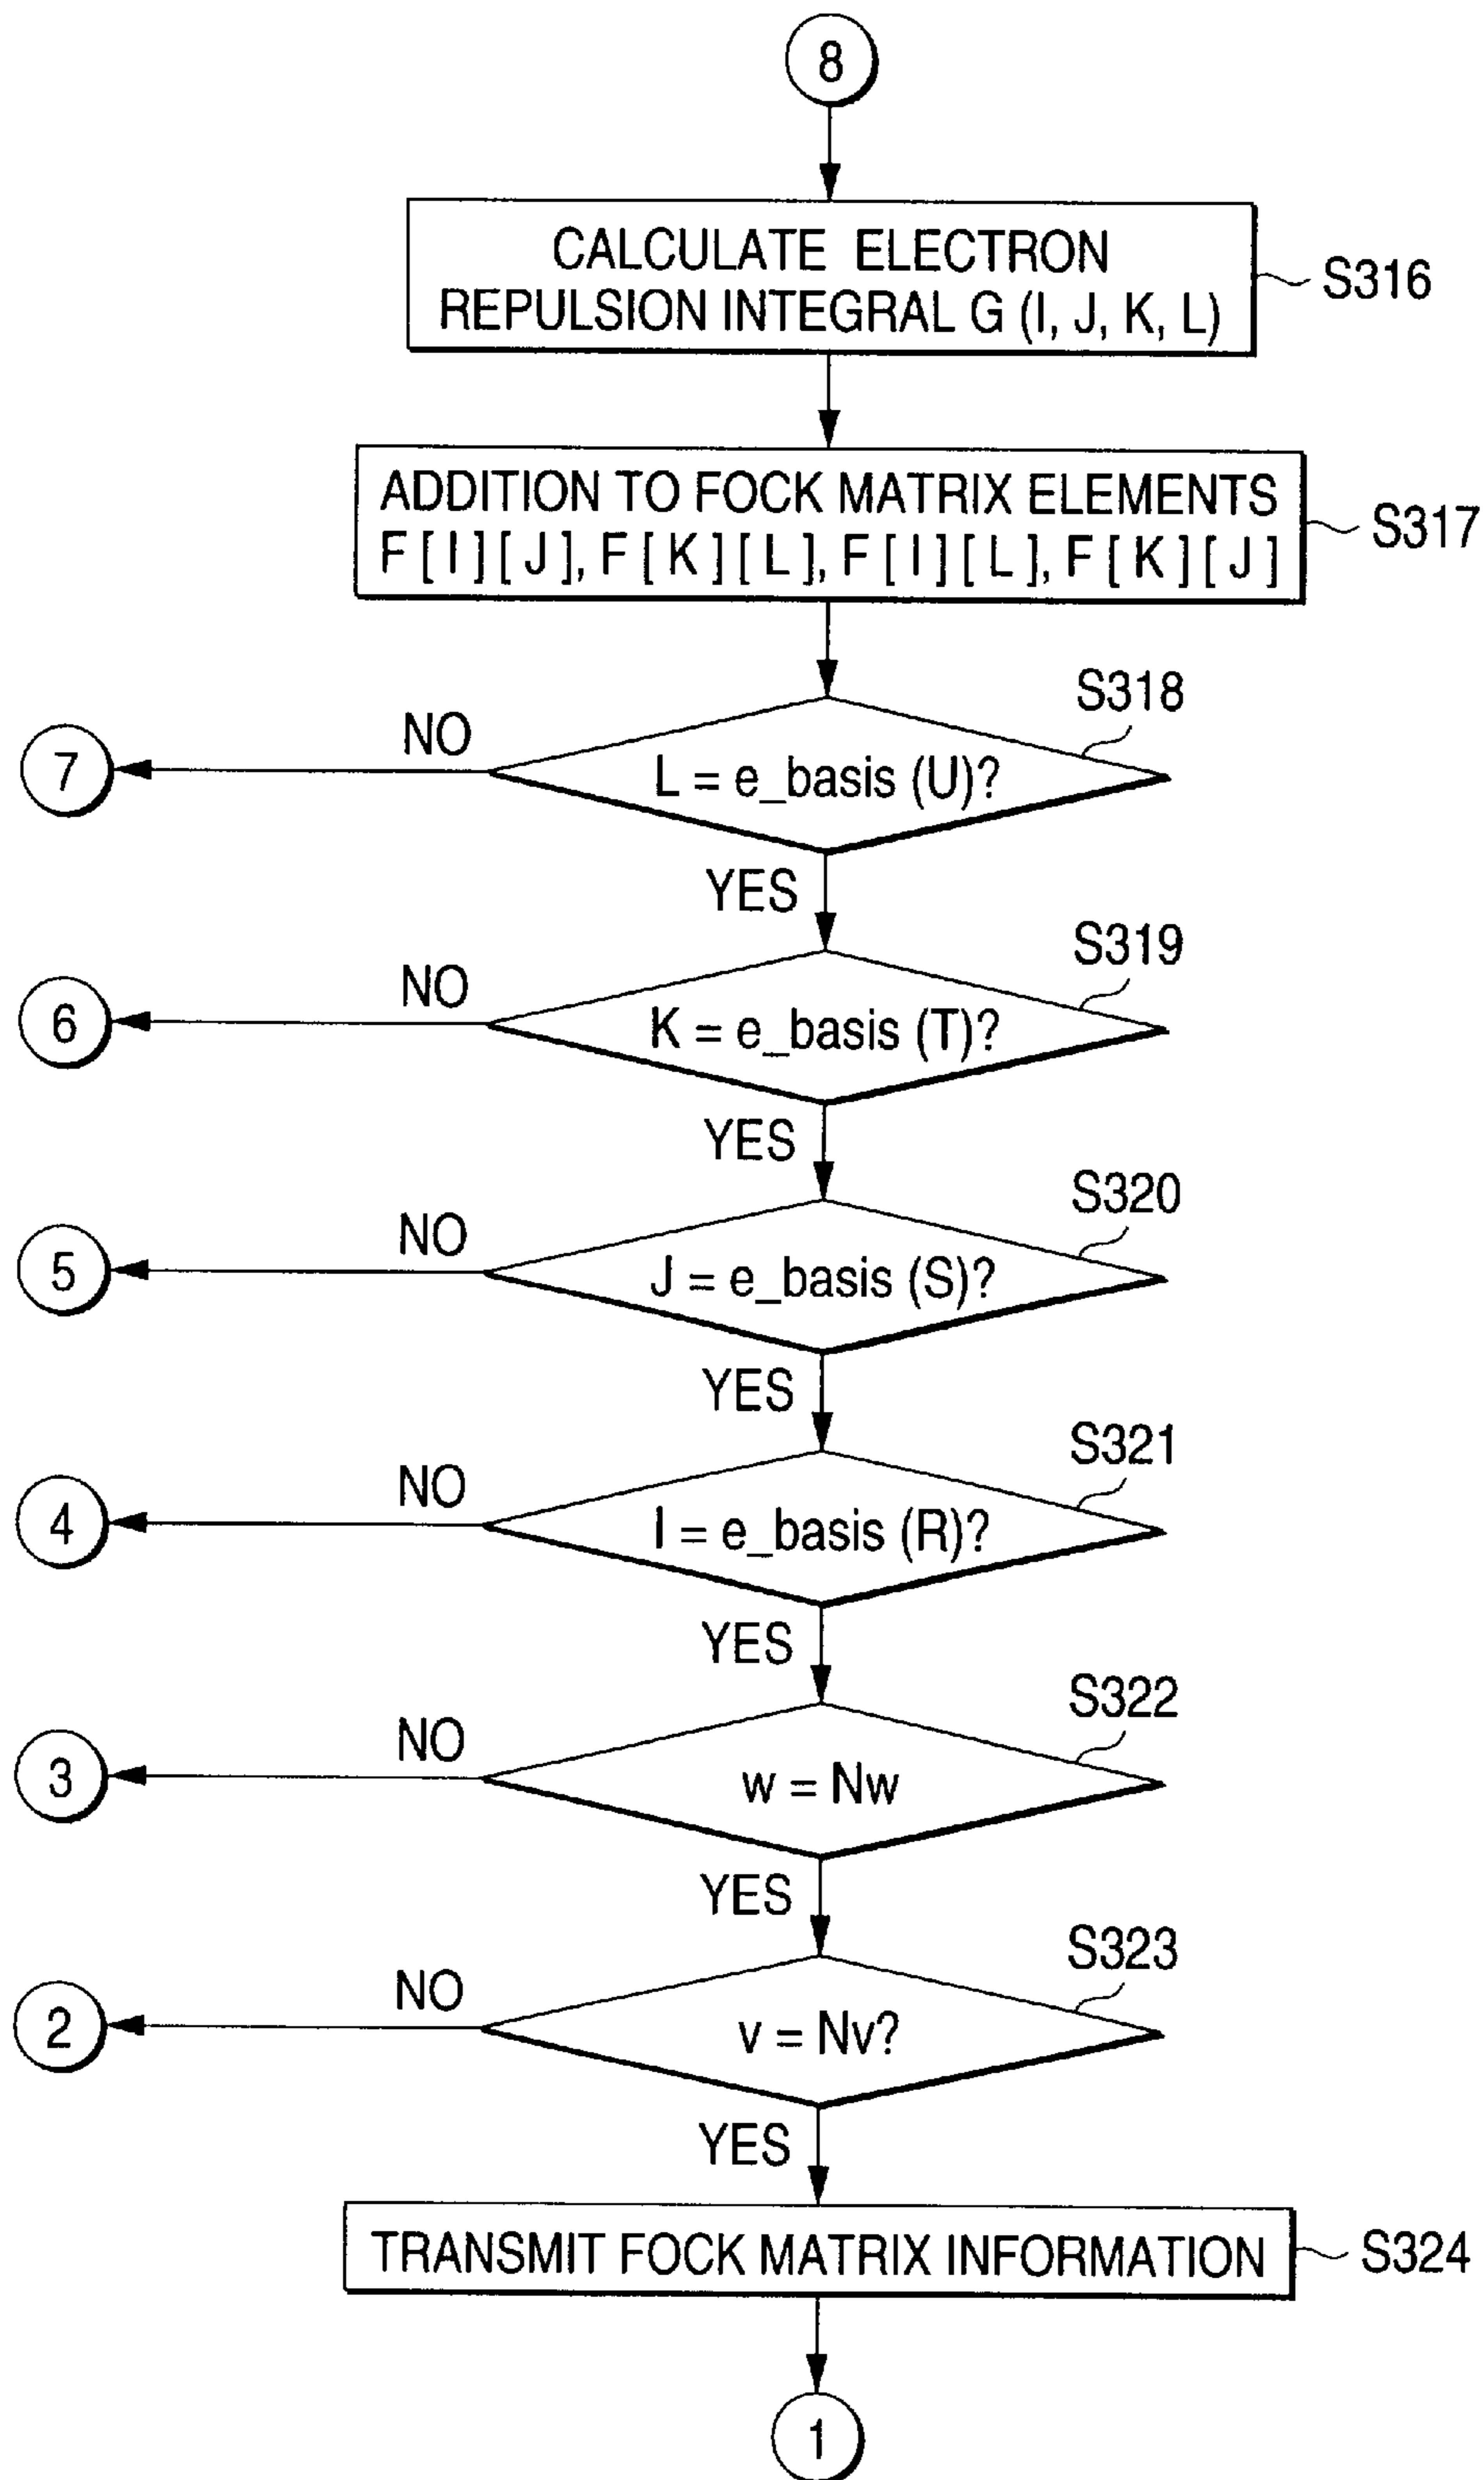 8
CALCULATE ELECTRON
REPULSION INTEGRAL G (I, J, K, L)
S316
ADDITION TO FOCK MATRIX ELEMENTS
F [ I ] [ J ], F [ K ] [ L ], F [ I ] [ L ], F [ K ] [ J ]
S317
S318
NO
7
L = e_basis (U)?
YES
S319
NO
6
K = e_basis (T)?
YES
S320
NO
5
J = e_basis (S)?
YES
S321
NO
4
I = e_basis (R)?
YES
S322
NO
3
w = Nw
YES
S323
NO
2
v = Nv?
YES
TRANSMIT FOCK MATRIX INFORMATION
S324
1